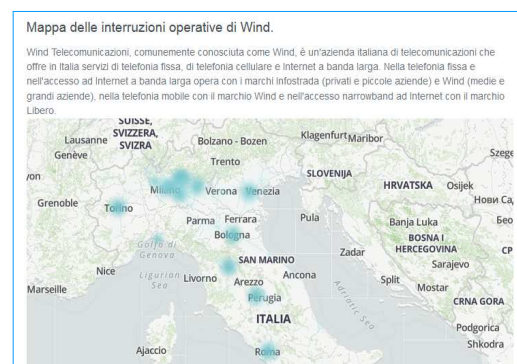 Mappa delle interruzioni operative di Wind.
Wind Telecomunicazioni, comunemente conosciuta come Wind, è un'azienda italiana di telecomunicazioni che
offre in Italia servizi di telefonia fissa, di telefonia cellulare e Internet a banda larga. Nella telefonia fissa e
nell'accesso ad Internet a banda larga opera con i marchi Infostrada (privati e piccole aziende) e Wind (medie e
grandi aziende), nella telefonia mobile con il marchio Wind e nell'accesso narrowband ad Internet con il marchio
Libero.
SUISSE,
SVIZZERA,
SVIZRA
Lausanne
Genève
Bolzano - Bozen
Klagenfurt
Maribor
Trento
Szege
yon
SLOVENIJA
Milano
Verona
Venezia
HRVATSKA
Osijek
Grenoble
Torino
Нови Са
Parma
Ferrara
Pula
Banja Luka
Бео
Bologna
Golfo di
Genova
BOSNA I
HERCEGOVINA
СР
Zadar
SAN MARINO
Sarajevo
Nice
Ligurian
Sea
Livorno
Arezzo
Ancona
Split
Mostar
Marseille
Adriatic Sea
Perugia
CRNA GORA
ITALIA
Podgorica
Shkodra
Ajaccio
Roma